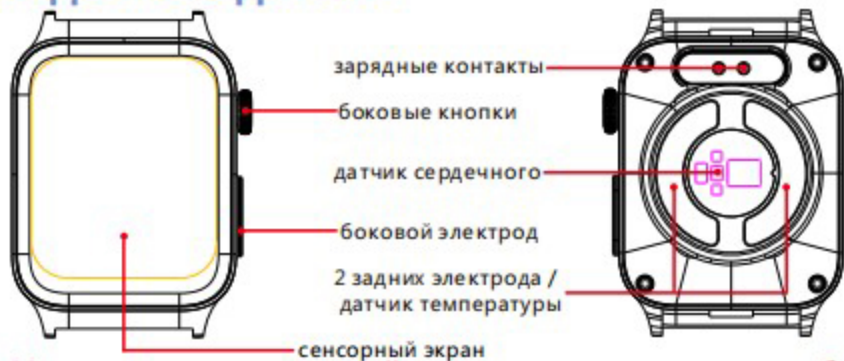 зарядные контакты
боковые кнопки
датчик сердечного
боковой электрод
2 задних электрода /
датчик температуры
сенсорный экран